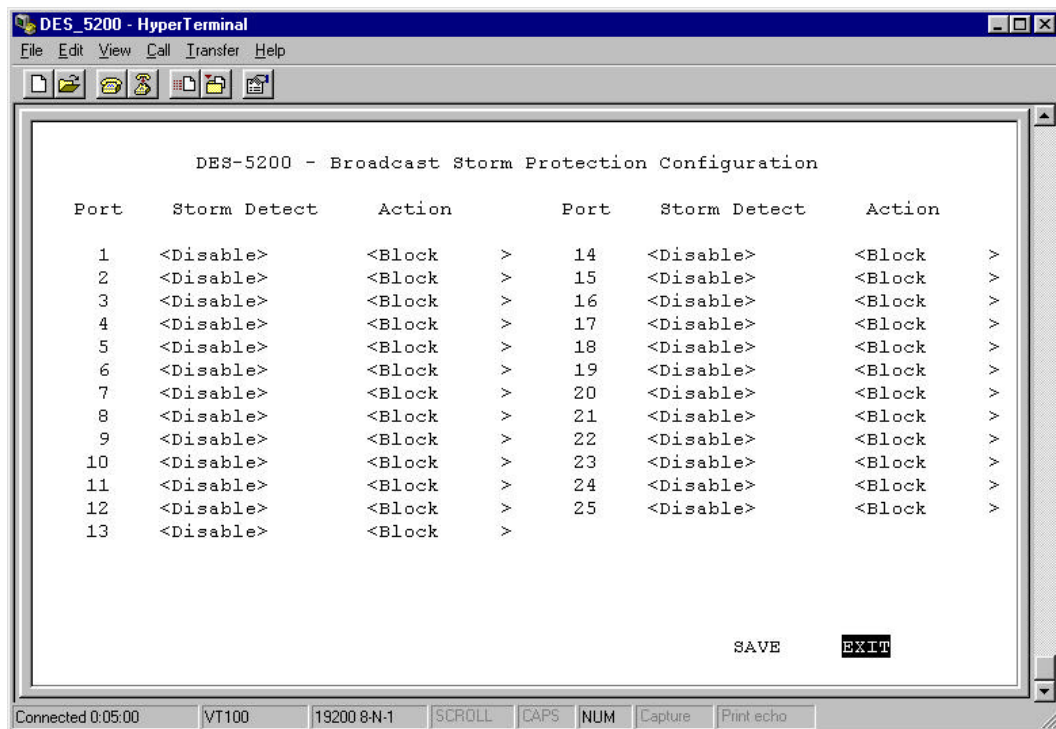 DES_5200 - HyperTerminal
File Edit View Call Transfer Help
DES-5200 - Broadcast Storm Protection Configuration
Port Storm Detect Action Port Storm Detect Action
1 <Disable> <Block > 14 <Disable> <Block >
2 <Disable> <Block > 15 <Disable> <Block >
3 <Disable> <Block > 16 <Disable> <Block >
4 <Disable> <Block > 17 <Disable> <Block >
5 <Disable> <Block > 18 <Disable> <Block >
6 <Disable> <Block > 19 <Disable> <Block >
7 <Disable> <Block > 20 <Disable> <Block >
8 <Disable> <Block > 21 <Disable> <Block >
9 <Disable> <Block > 22 <Disable> <Block >
10 <Disable> <Block > 23 <Disable> <Block >
11 <Disable> <Block > 24 <Disable> <Block >
12 <Disable> <Block > 25 <Disable> <Block >
13 <Disable> <Block >
SAVE EXIT
Connected 0:05:00 VT100 19200 8-N-1 SCROLL CAPS NUM Capture Print echo